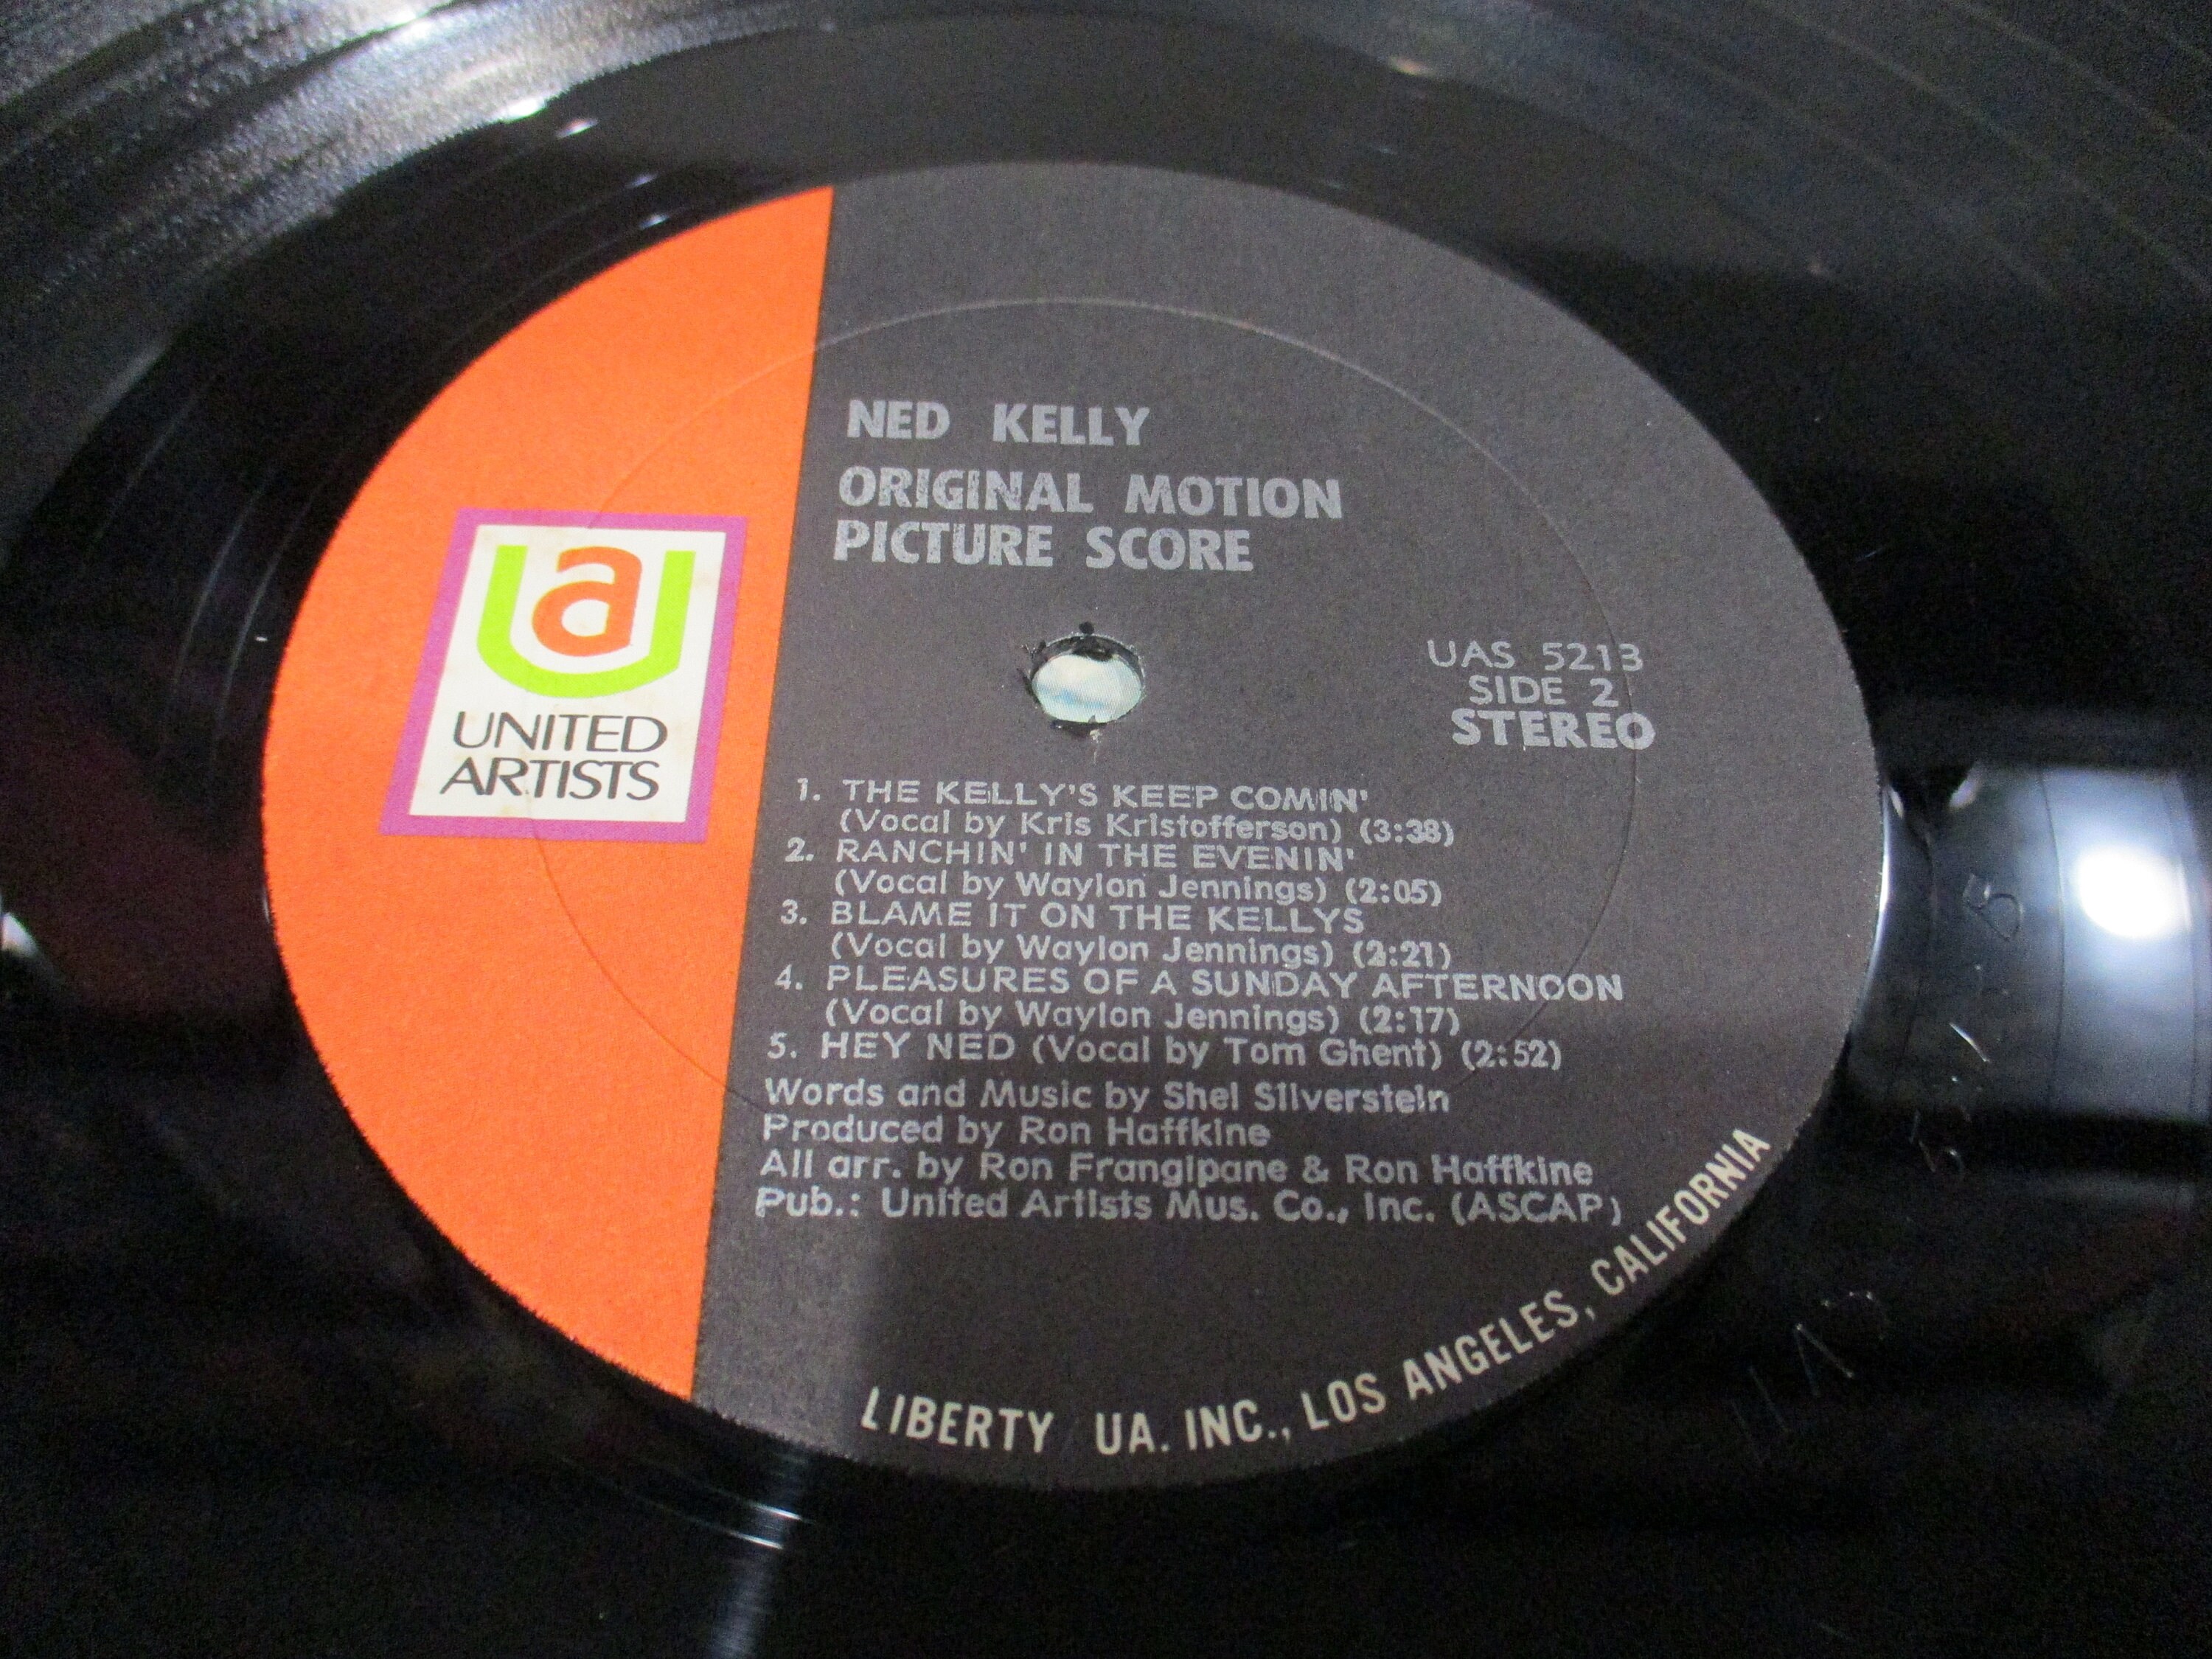 NED KELLY
ORIGINAL MOTION
PICTURE SCORE
ua
UNITED
ARTISTS
UAS 5213
SIDE 2
STEREO
1. THE KELLY'S KEEP COMIN'
(Vocal by Kris Kristofferson) (3:38)
2. RANCHIN' IN THE EVENIN'
(Vocal by Waylon Jennings) (2:05)
3. BLAME IT ON THE KELLYS
(Vocal by Waylon Jennings) (2:21)
4. PLEASURES OF A SUNDAY AFTERNOON
(Vocal by Waylon Jennings) (2:17)
5. HEY NED (Vocal by Tom Ghent) (2:52)
Words and Music by Shel Silverstein
Produced by Ron Haffkine
All arr. by Ron Frangipane & Ron Haffkine
Pub.: United Artists Mus. Co., Inc. (ASCAP)
LIBERTY UA. INC., LOS ANGELES, CALIFORNIA